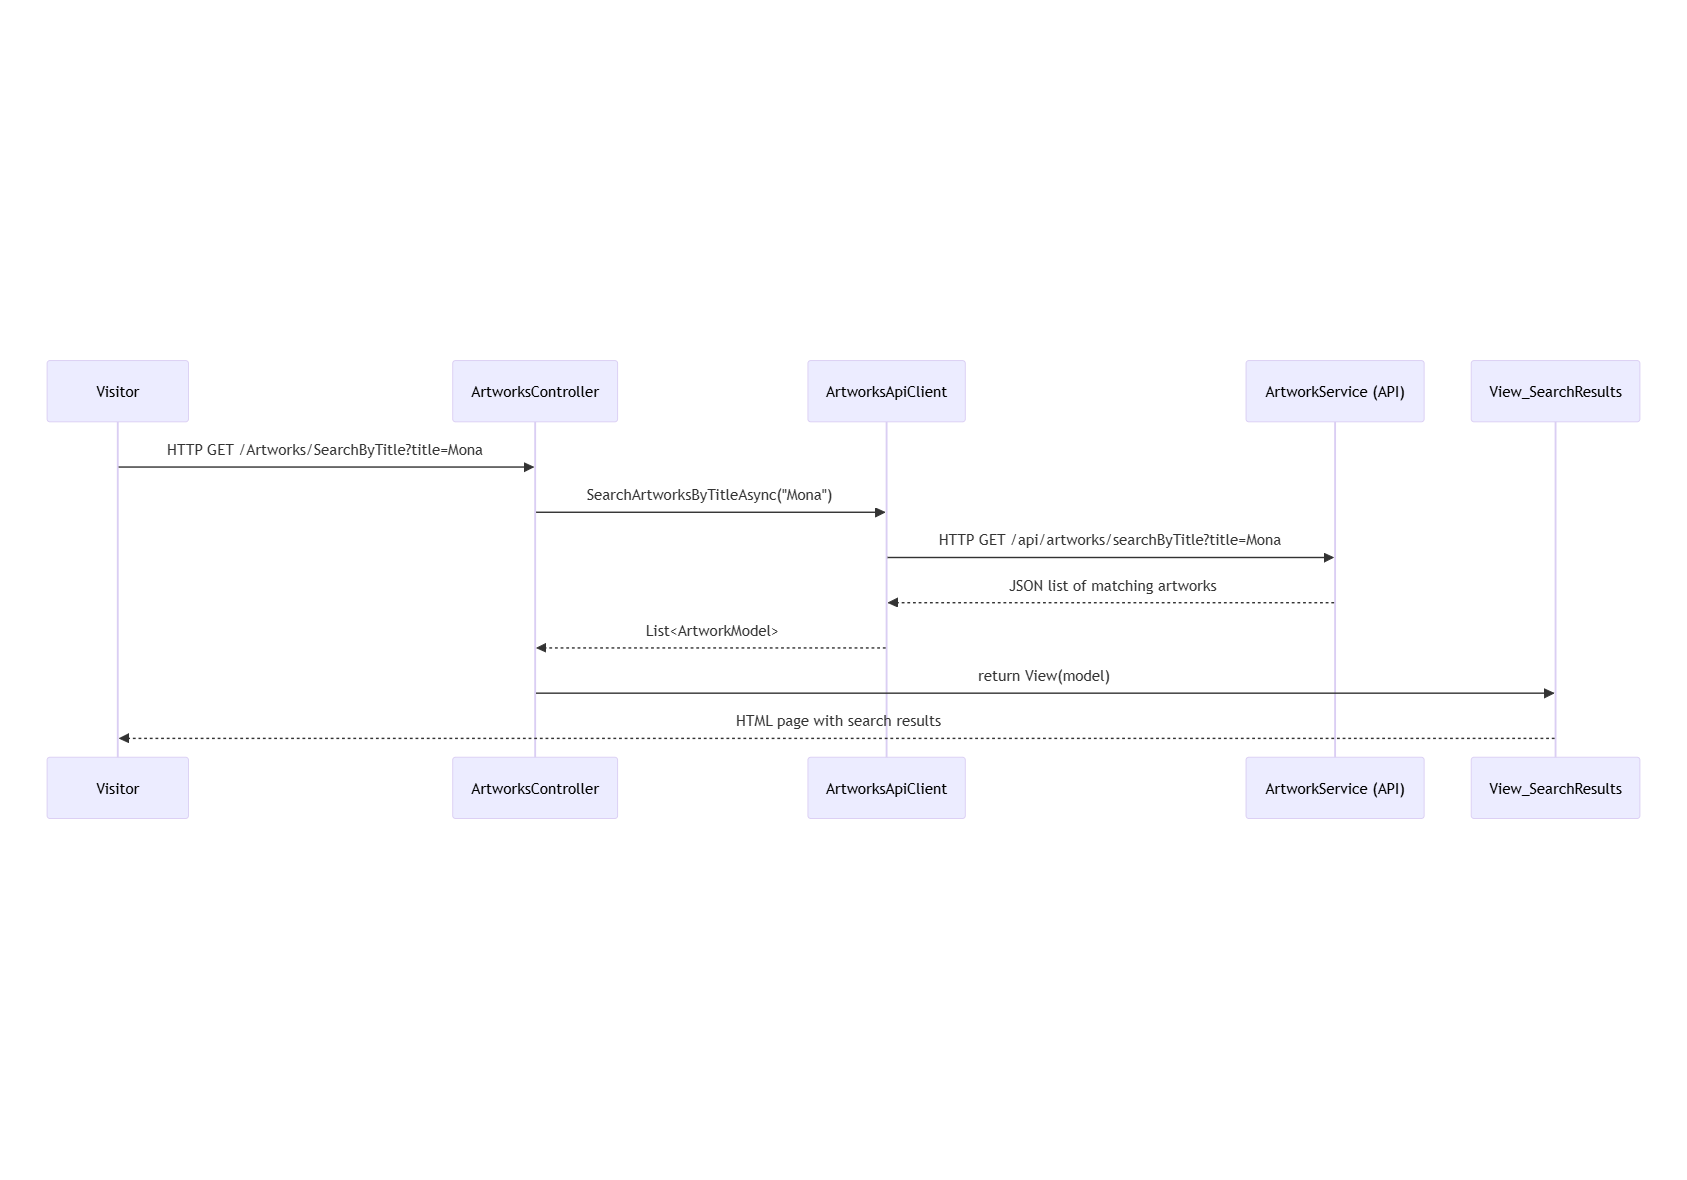 Visitor
ArtworksController
ArtworksApiClient
ArtworkService (API)
View_SearchResults
HTTP GET /Artworks/SearchByTitle?title=Mona
SearchArtworksByTitleAsync("Mona")
HTTP GET /api/artworks/searchByTitle?title=Mona
JSON list of matching artworks
List<ArtworkModel>
return View(model)
HTML page with search results
Visitor
ArtworksController
ArtworksApiClient
ArtworkService (API)
View_SearchResults